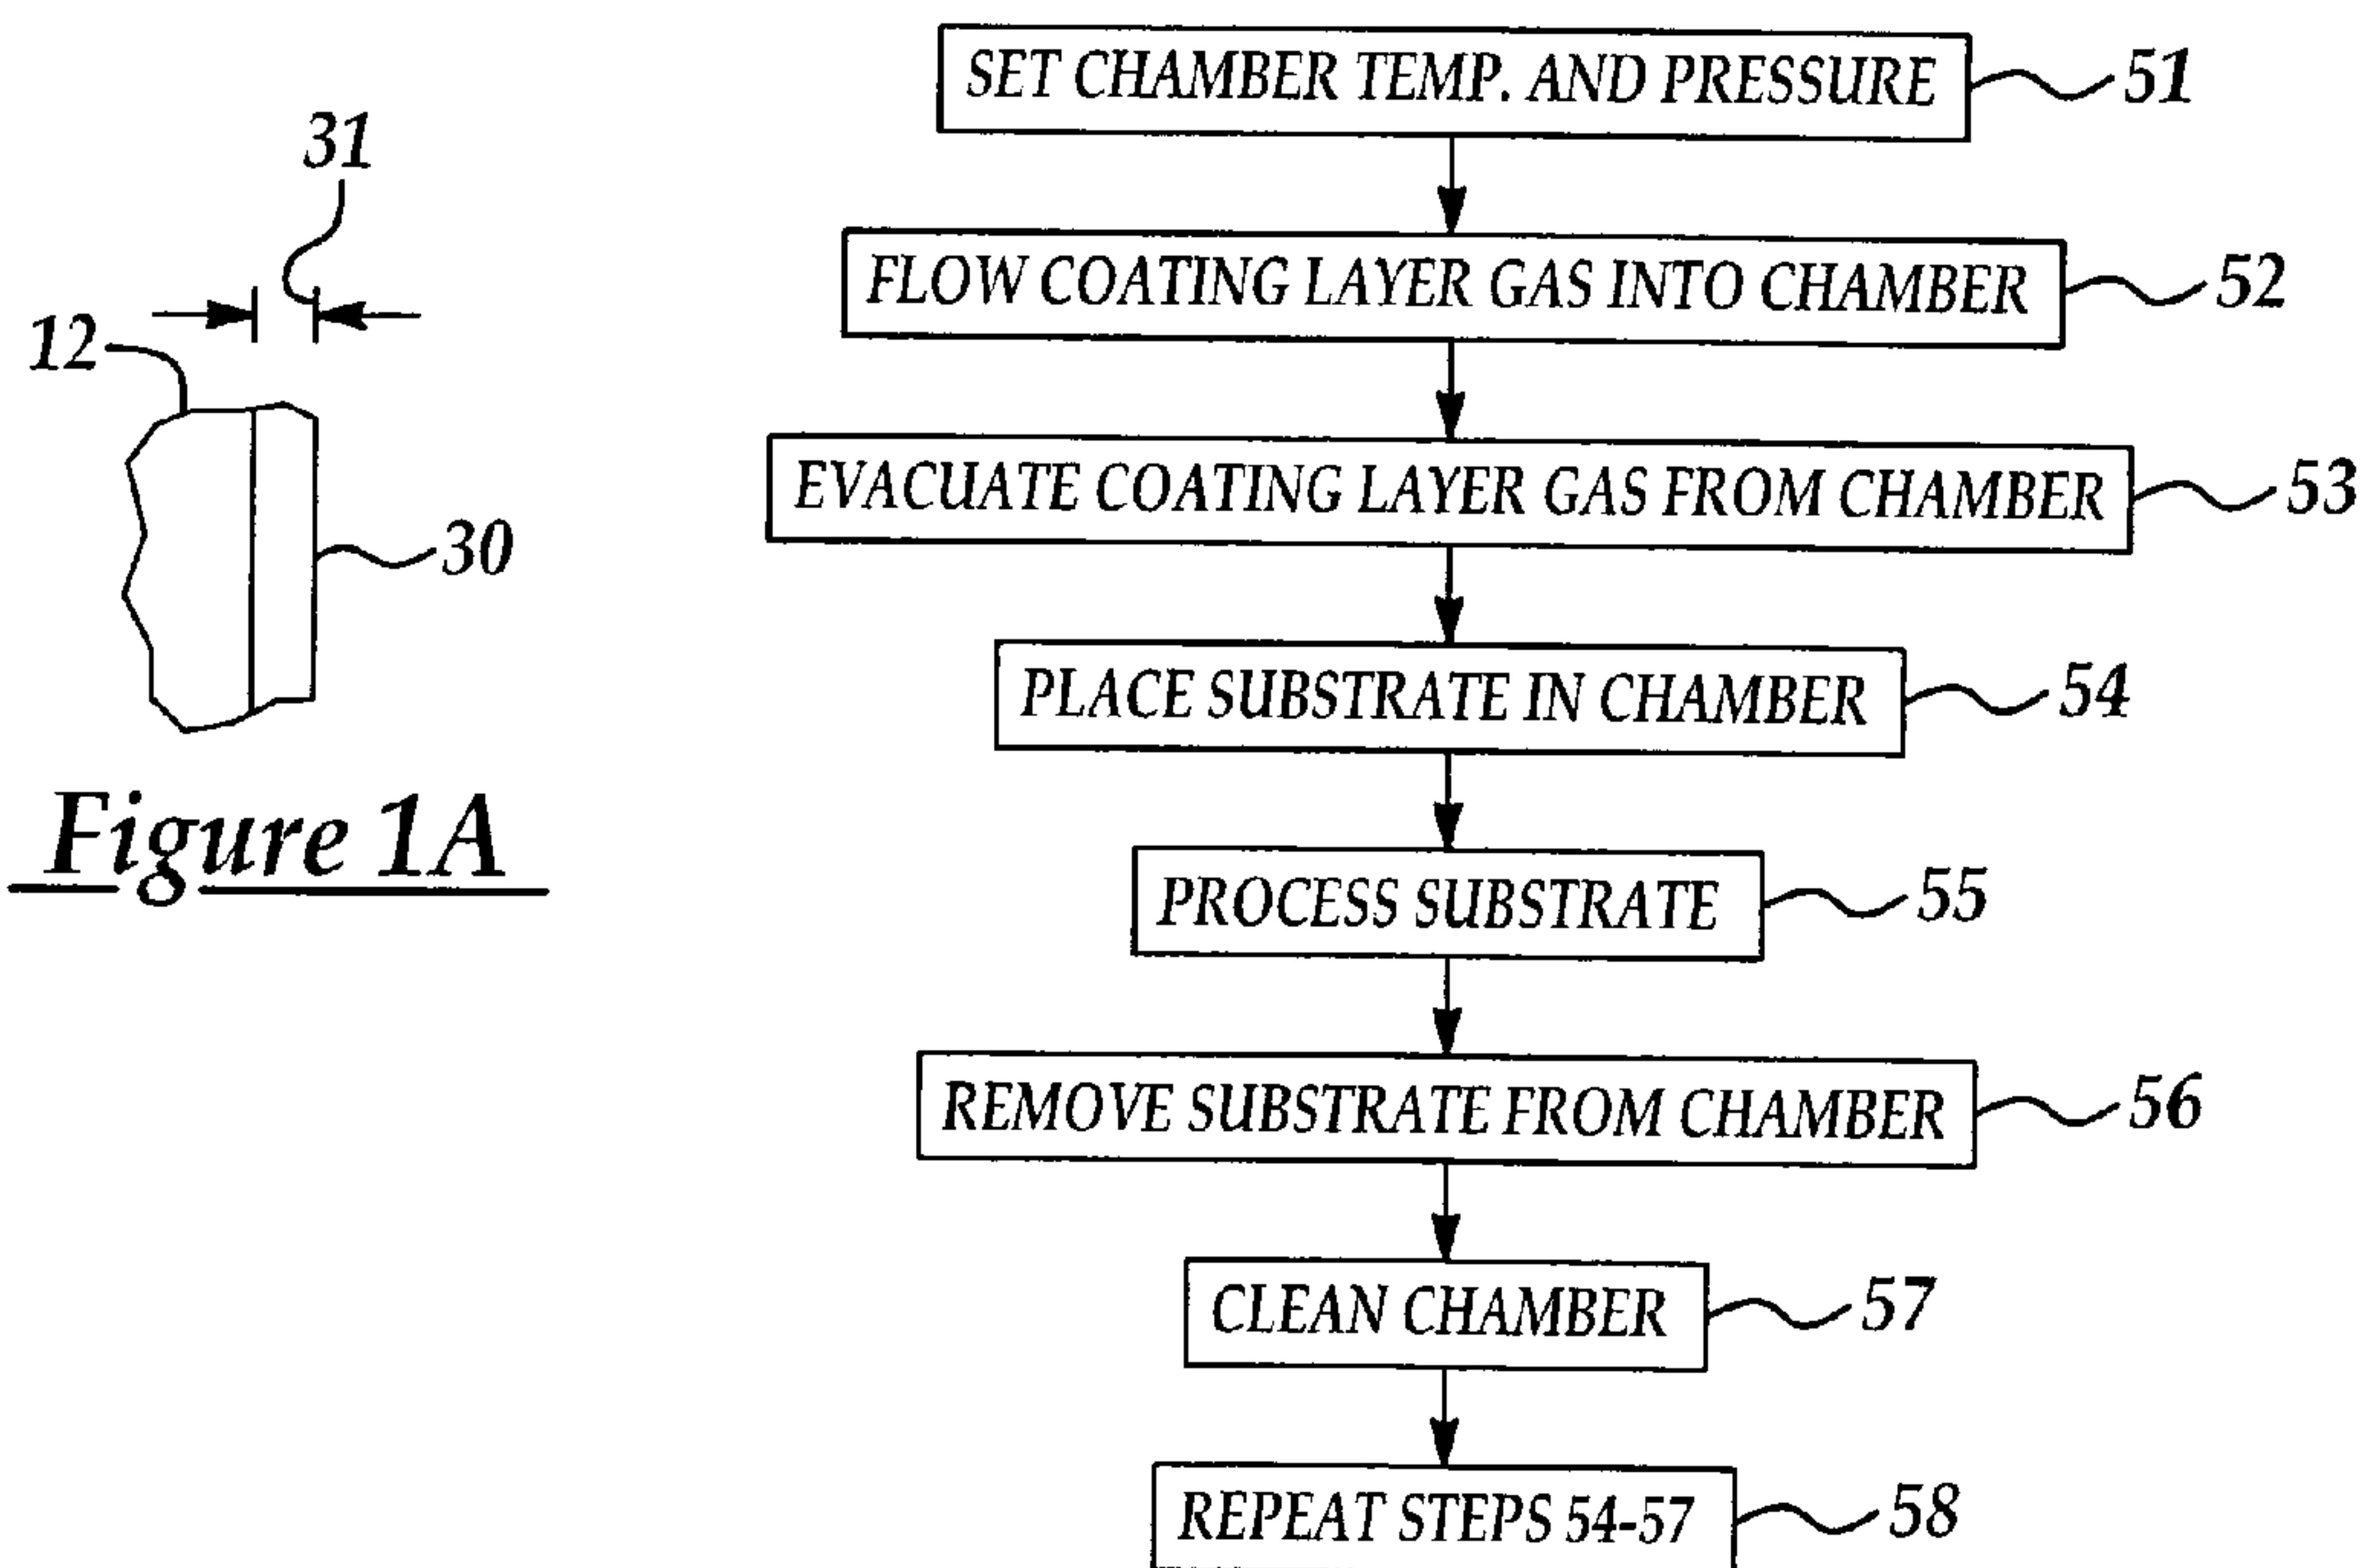 31
12
30
Figure 1A
SET CHAMBER TEMP. AND PRESSURE 51
FLOW COATING LAYER GAS INTO CHAMBER 52
EVACUATE COATING LAYER GAS FROM CHAMBER 53
PLACE SUBSTRATE IN CHAMBER 54
PROCESS SUBSTRATE 55
REMOVE SUBSTRATE FROM CHAMBER 56
CLEAN CHAMBER 57
REPEAT STEPS 54-57 58